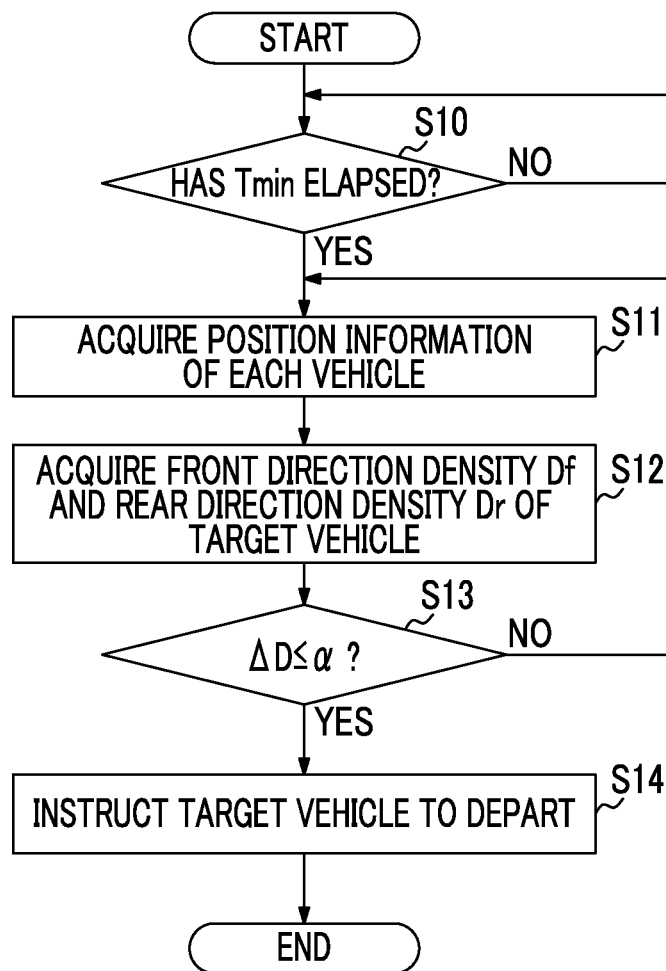 START
S10
HAS Tmin ELAPSED?
NO
YES
S11
ACQUIRE POSITION INFORMATION
OF EACH VEHICLE
S12
ACQUIRE FRONT DIRECTION DENSITY Df
AND REAR DIRECTION DENSITY Dr OF
TARGET VEHICLE
S13
ΔD≦α ?
NO
YES
S14
INSTRUCT TARGET VEHICLE TO DEPART
END